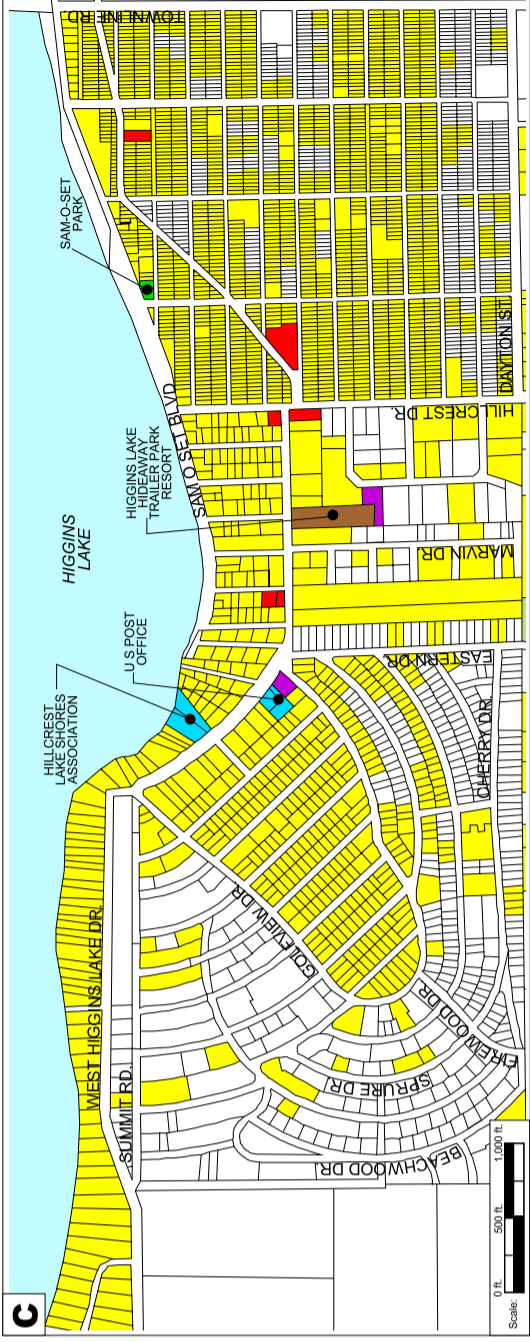 C
TOWNLINE RD
SAM-O-SET
PARK
HIGGINS
LAKE
SAM O SET BLVD
HIGGINS LAKE
HIDEAWAY
TRAILER PARK
RESORT
U S POST
OFFICE
HILLCREST
LAKE SHORES
ASSOCIATION
DAYTON ST.
HILLCREST DR.
MARVIN DR.
EASTERN DR.
CHERRY DR.
WEST HIGGINS LAKE DR.
SUMMIT RD.
GOLFVIEW DR.
SPRURE DR.
FIREWOOD DR.
BEACHWOOD DR.
Scale:
0 ft. 500 ft. 1,000 ft.